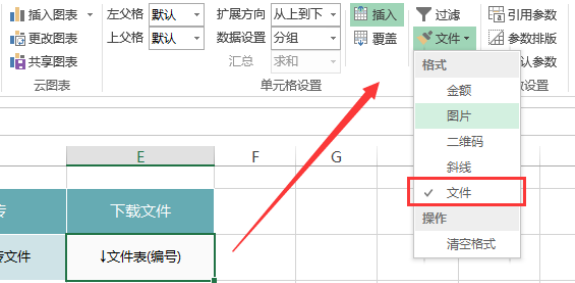 插入图表 左父格 默认 扩展方向 从上到下 插入 过滤 引用参数
更改图表 上父格 默认 数据设置 分组 覆盖 文件 参数排版
共享图表 汇总 求和 认参数
云图表 单元格设置 设置
格式
金额
图片
二维码
斜线
✓ 文件
操作
清空格式
E F G
下载文件
文件 ↓文件表(编号)